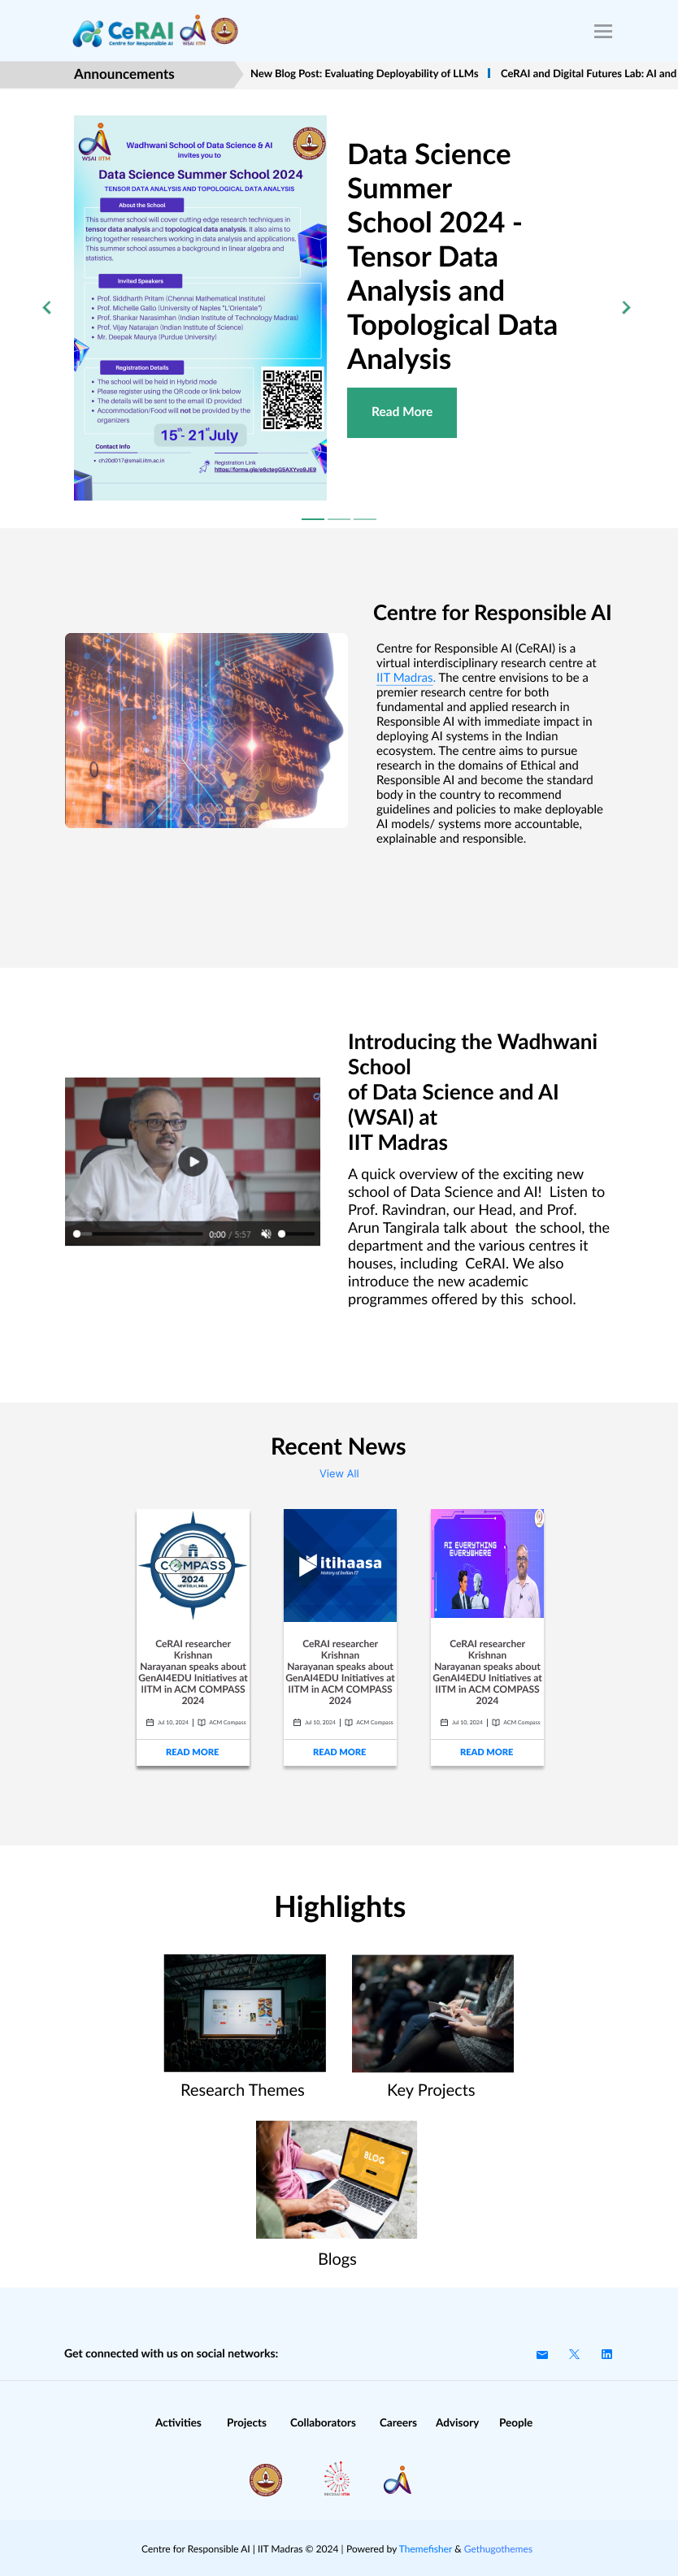 CeRAI
Centre for Responsible AI
WSAI IITM
Announcements
New Blog Post: Evaluating Deployability of LLMs
CeRAI and Digital Futures Lab: AI and
WSAI IITM
Wadhwani School of Data Science & AI
invites you to
Data Science Summer School 2024
TENSOR DATA ANALYSIS AND TOPOLOGICAL DATA ANALYSIS
About the School
This summer school will cover cutting edge research techniques in
tensor data analysis and topological data analysis. It also aims to
bring together researchers working in data analysis and applications.
This summer school assumes a background in linear algebra and
statistics.
Invited Speakers
Prof. Siddharth Pritam (Chennai Mathematical Institute)
Prof. Michelle Gallo (University of Naples "L'Orientale")
Prof. Shankar Narasimhan (Indian Institute of Technology Madras)
Prof. Vijay Natarajan (Indian Institute of Science)
Mr. Deepak Maurya (Purdue University)
Registration Details
The school will be held in Hybrid mode
Please register using the QR code or link below
The details will be sent to the email ID provided
Accommodation/Food will not be provided by the
organizers
15th - 21st July
Contact Info
ch20d017@smail.iitm.ac.in
Registration Link
Data Science
Summer
School 2024 -
Tensor Data
Analysis and
Topological Data
Analysis
Read More
Centre for Responsible AI
Centre for Responsible AI (CeRAI) is a
virtual interdisciplinary research centre at
IIT Madras. The centre envisions to be a
premier research centre for both
fundamental and applied research in
Responsible AI with immediate impact in
deploying AI systems in the Indian
ecosystem. The centre aims to pursue
research in the domains of Ethical and
Responsible AI and become the standard
body in the country to recommend
guidelines and policies to make deployable
AI models/ systems more accountable,
explainable and responsible.
Introducing the Wadhwani
School
of Data Science and AI
(WSAI) at
IIT Madras
A quick overview of the exciting new
school of Data Science and AI!  Listen to
Prof. Ravindran, our Head, and Prof.
Arun Tangirala talk about  the school, the
department and the various centres it
houses, including  CeRAI. We also
introduce the new academic
programmes offered by this  school.
0:00 / 5:57
Recent News
View All
COMPASS
2024
NEW DELHI, INDIA
CeRAI researcher
Krishnan
Narayanan speaks about
GenAI4EDU Initiatives at
IITM in ACM COMPASS
2024
Jul 10, 2024 | ACM Compass
READ MORE
itihaasa
history of Indian IT
CeRAI researcher
Krishnan
Narayanan speaks about
GenAI4EDU Initiatives at
IITM in ACM COMPASS
2024
Jul 10, 2024 | ACM Compass
READ MORE
AI EVERYTHING
EVERYWHERE
CeRAI researcher
Krishnan
Narayanan speaks about
GenAI4EDU Initiatives at
IITM in ACM COMPASS
2024
Jul 10, 2024 | ACM Compass
READ MORE
Highlights
Research Themes
Key Projects
BLOG
Blogs
Get connected with us on social networks:
Activities
Projects
Collaborators
Careers
Advisory
People
Centre for Responsible AI | IIT Madras © 2024 | Powered by Themefisher & Gethugothemes